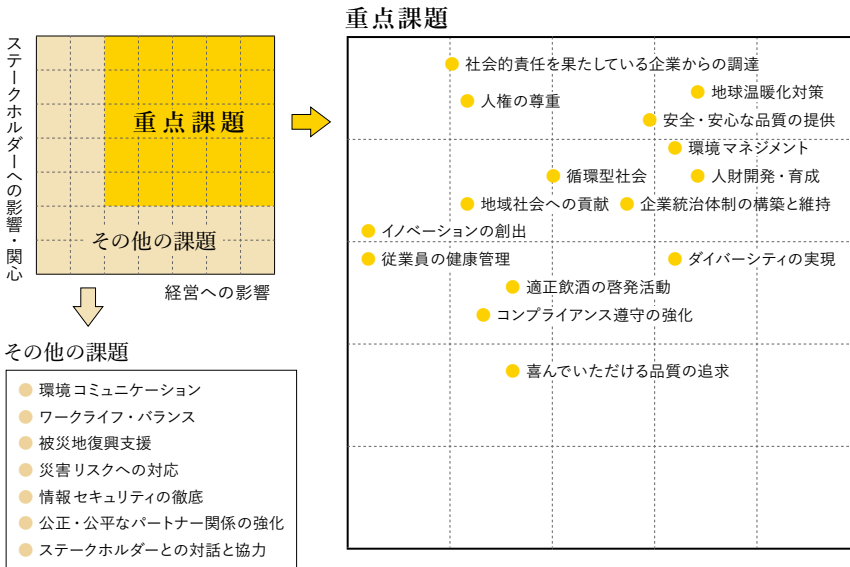 ステークホルダーへの影響・関心
重点課題
その他の課題
経営への影響
その他の課題
環境コミュニケーション
ワークライフ・バランス
被災地復興支援
災害リスクへの対応
情報セキュリティの徹底
公正・公平なパートナー関係の強化
ステークホルダーとの対話と協力
重点課題
社会的責任を果たしている企業からの調達
地球温暖化対策
人権の尊重
安全・安心な品質の提供
環境マネジメント
循環型社会
人財開発・育成
地域社会への貢献
企業統治体制の構築と維持
イノベーションの創出
従業員の健康管理
ダイバーシティの実現
適正飲酒の啓発活動
コンプライアンス遵守の強化
喜んでいただける品質の追求